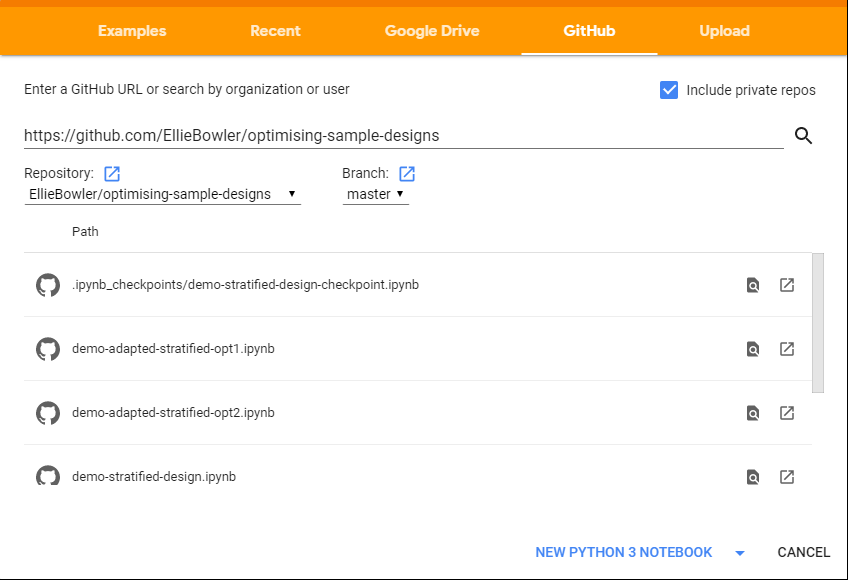 Examples Recent Google Drive GitHub Upload
Enter a GitHub URL or search by organization or user Include private repos
https://github.com/EllieBowler/optimising-sample-designs
Repository: Branch:
EllieBowler/optimising-sample-designs master
Path
.ipynb_checkpoints/demo-stratified-design-checkpoint.ipynb
demo-adapted-stratified-opt1.ipynb
demo-adapted-stratified-opt2.ipynb
demo-stratified-design.ipynb
NEW PYTHON 3 NOTEBOOK CANCEL